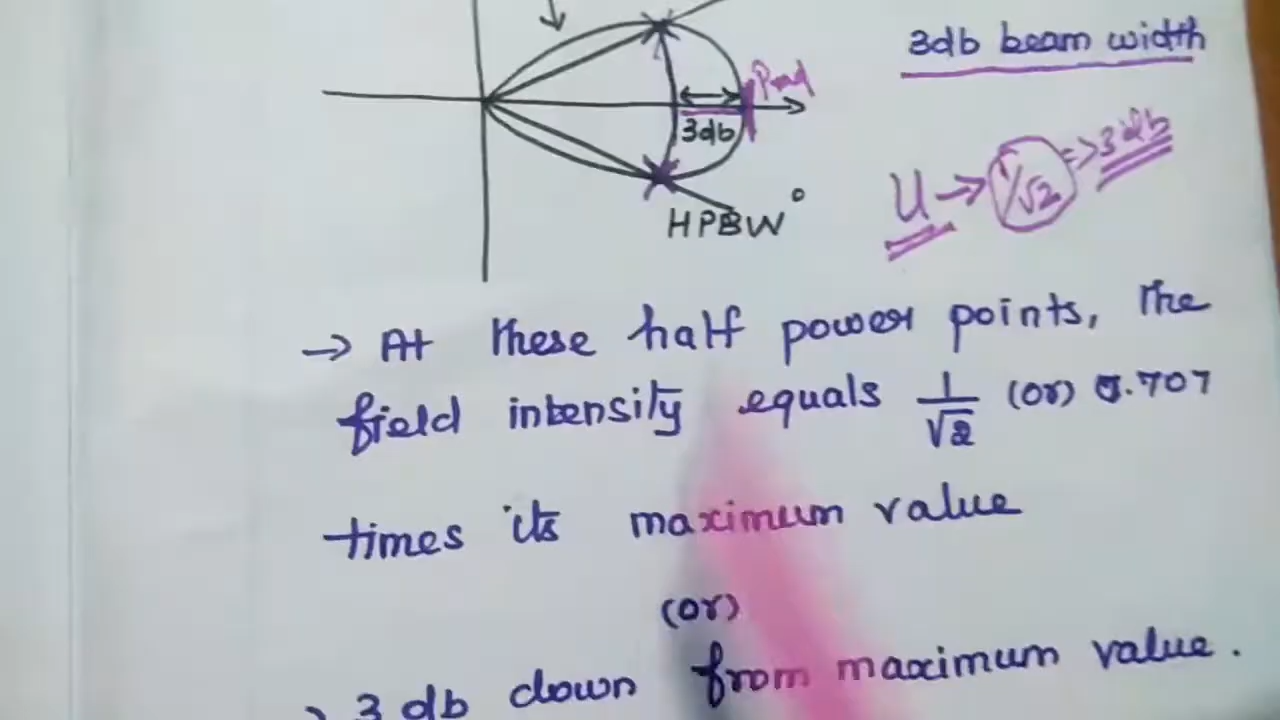 3db beam width
Pmd
3db
U → 1/√2 => 3db
HPBW°
→ At these half power points, the
field intensity equals 1/√2 (or) 0.707
times its maximum value
(or)
→ 3 db down from maximum value.